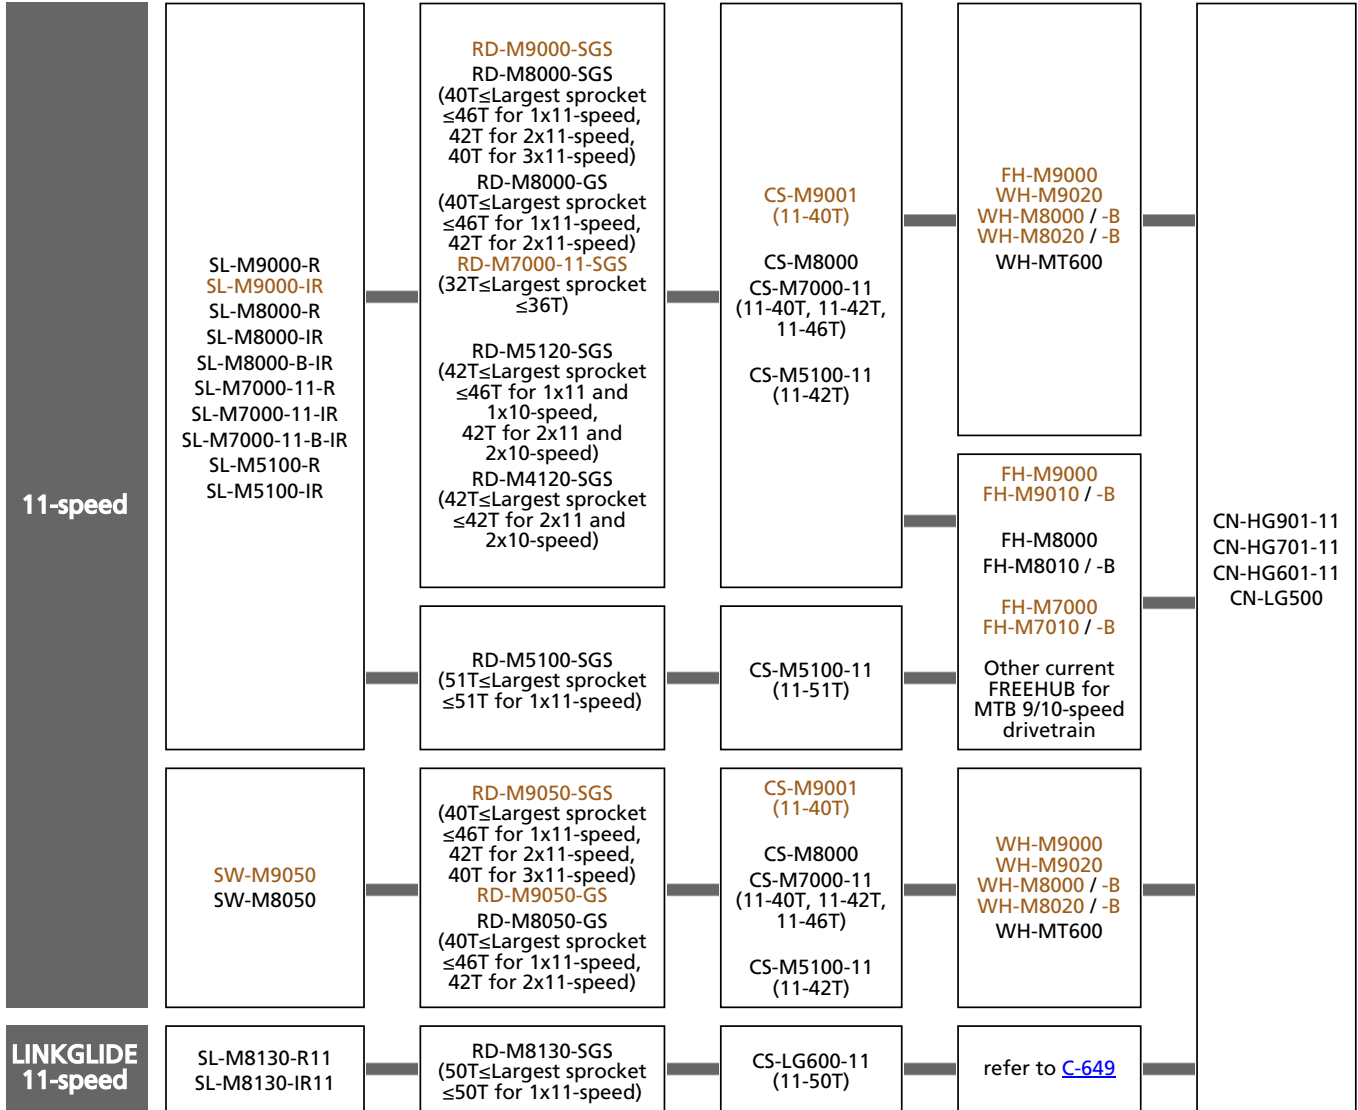 11-speed
SL-M9000-R
SL-M9000-IR
SL-M8000-R
SL-M8000-IR
SL-M8000-B-IR
SL-M7000-11-R
SL-M7000-11-IR
SL-M7000-11-B-IR
SL-M5100-R
SL-M5100-IR
RD-M9000-SGS
RD-M8000-SGS
(40T≤Largest sprocket
≤46T for 1x11-speed,
42T for 2x11-speed,
40T for 3x11-speed)
RD-M8000-GS
(40T≤Largest sprocket
≤46T for 1x11-speed,
42T for 2x11-speed)
RD-M7000-11-SGS
(32T≤Largest sprocket
≤36T)
RD-M5120-SGS
(42T≤Largest sprocket
≤46T for 1x11 and
1x10-speed,
42T for 2x11 and
2x10-speed)
RD-M4120-SGS
(42T≤Largest sprocket
≤42T for 2x11 and
2x10-speed)
CS-M9001
(11-40T)
CS-M8000
CS-M7000-11
(11-40T, 11-42T,
11-46T)
CS-M5100-11
(11-42T)
FH-M9000
WH-M9020
WH-M8000 / -B
WH-M8020 / -B
WH-MT600
FH-M9000
FH-M9010 / -B
FH-M8000
FH-M8010 / -B
FH-M7000
FH-M7010 / -B
Other current
FREEHUB for
MTB 9/10-speed
drivetrain
RD-M5100-SGS
(51T≤Largest sprocket
≤51T for 1x11-speed)
CS-M5100-11
(11-51T)
SW-M9050
SW-M8050
RD-M9050-SGS
(40T≤Largest sprocket
≤46T for 1x11-speed,
42T for 2x11-speed,
40T for 3x11-speed)
RD-M9050-GS
RD-M8050-GS
(40T≤Largest sprocket
≤46T for 1x11-speed,
42T for 2x11-speed)
CS-M9001
(11-40T)
CS-M8000
CS-M7000-11
(11-40T, 11-42T,
11-46T)
CS-M5100-11
(11-42T)
WH-M9000
WH-M9020
WH-M8000 / -B
WH-M8020 / -B
WH-MT600
CN-HG901-11
CN-HG701-11
CN-HG601-11
CN-LG500
LINKGLIDE
11-speed
SL-M8130-R11
SL-M8130-IR11
RD-M8130-SGS
(50T≤Largest sprocket
≤50T for 1x11-speed)
CS-LG600-11
(11-50T)
refer to C-649